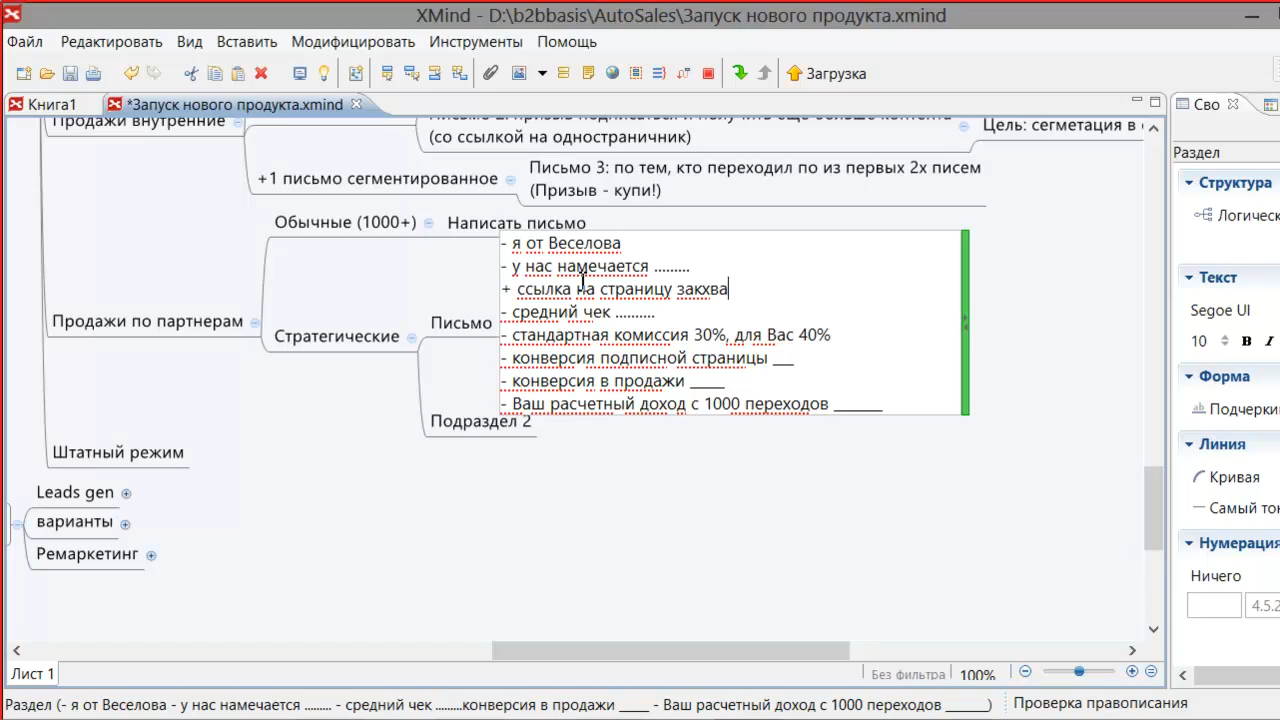 XMind - D:\b2bbasis\AutoSales\Запуск нового продукта.xmind
Файл Редактировать Вид Вставить Модифицировать Инструменты Помощь
Загрузка
Книга1 *Запуск нового продукта.xmind
Сво
Продажи внутренние
(со ссылкой на одностраничник)
Цель: сегметация в
+1 письмо сегментированное
Письмо 3: по тем, кто переходил по из первых 2х писем
(Призыв - купи!)
Обычные (1000+) Написать письмо
- я от Веселова
- у нас намечается .........
+ ссылка на страницу закхва
- средний чек .........
- стандартная комиссия 30%, для Вас 40%
- конверсия подписной страницы ___
- конверсия в продажи ____
- Ваш расчетный доход с 1000 переходов ______
Продажи по партнерам
Стратегические
Письмо
Подраздел 2
Штатный режим
Leads gen
варианты
Ремаркетинг
Раздел
Структура
Логическ
Текст
Segoe UI
10 B I
Форма
Подчерки
Линия
Кривая
Самый то
Нумерация
Ничего
4.5.2
Лист 1
Без фильтра 100%
Раздел (- я от Веселова - у нас намечается ......... - средний чек .........конверсия в продажи ____ - Ваш расчетный доход с 1000 переходов ______)
Проверка правописания